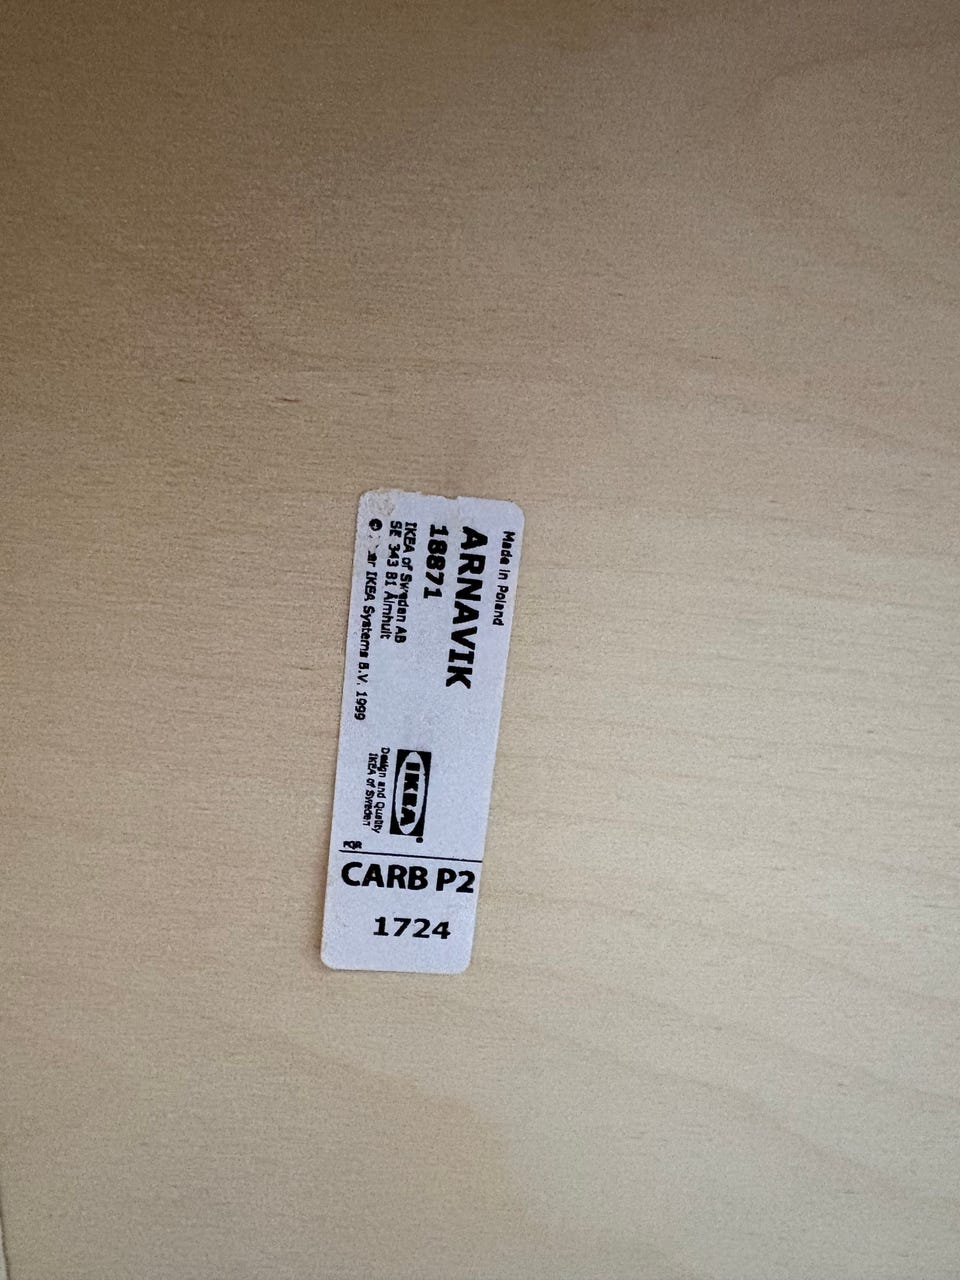 Made in Poland
ARNAVIK
18871
IKEA of Sweden AB
SE 343 81 Älmhult
© IKEA Systems B.V. 1999
IKEA®
Design and Quality
IKEA of Sweden
CARB P2
1724